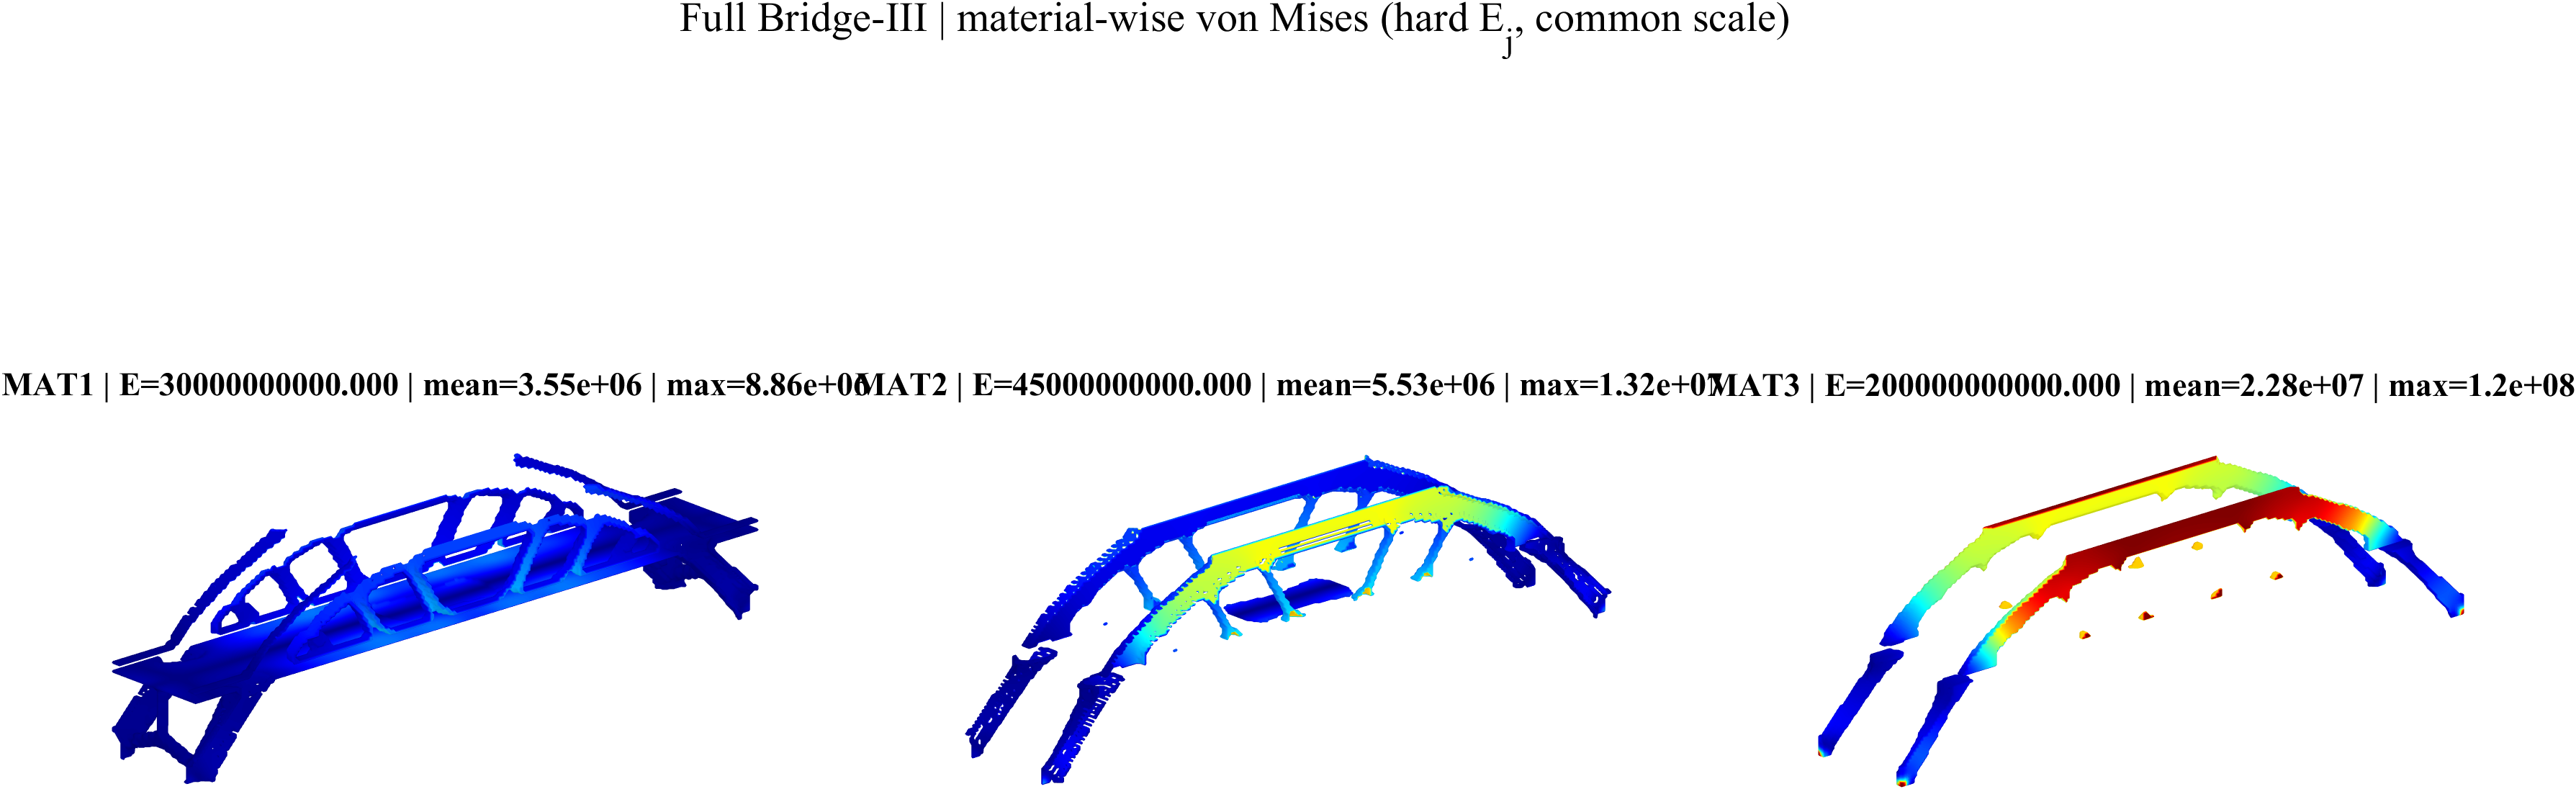 Full Bridge-III | material-wise von Mises (hard E_j, common scale)
MAT1 | E=30000000000.000 | mean=3.55e+06 | max=8.86e+06
MAT2 | E=45000000000.000 | mean=5.53e+06 | max=1.32e+07
MAT3 | E=200000000000.000 | mean=2.28e+07 | max=1.2e+08